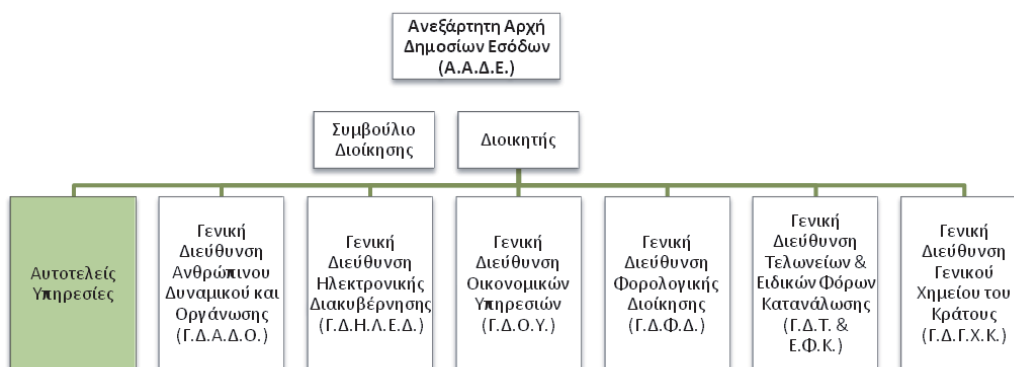 Ανεξάρτητη Αρχή
Δημοσίων Εσόδων
(Α.Α.Δ.Ε.)
Συμβούλιο
Διοίκησης
Διοικητής
Αυτοτελείς
Υπηρεσίες
Γενική
Διεύθυνση
Ανθρώπινου
Δυναμικού και
Οργάνωσης
(Γ.Δ.Α.Δ.Ο.)
Γενική
Διεύθυνση
Ηλεκτρονικής
Διακυβέρνησης
(Γ.Δ.Η.Λ.Ε.Δ.)
Γενική
Διεύθυνση
Οικονομικών
Υπηρεσιών
(Γ.Δ.Ο.Υ.)
Γενική
Διεύθυνση
Φορολογικής
Διοίκησης
(Γ.Δ.Φ.Δ.)
Γενική
Διεύθυνση
Τελωνείων &
Ειδικών Φόρων
Κατανάλωσης
(Γ.Δ.Τ. &
Ε.Φ.Κ.)
Γενική
Διεύθυνση
Γενικού
Χημείου του
Κράτους
(Γ.Δ.Γ.Χ.Κ.)